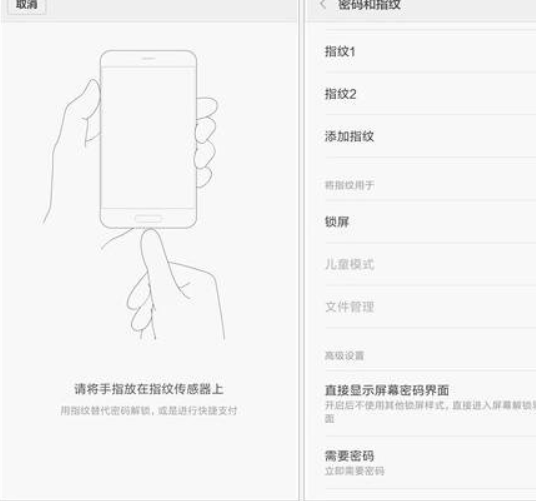 取消
请将手指放在指纹传感器上
用指纹替代密码解锁，或是进行快捷支付
密码和指纹
指纹1
指纹2
添加指纹
将指纹用于
锁屏
儿童模式
文件管理
高级设置
直接显示屏幕密码界面
开启后不使用其他锁屏样式，直接进入屏幕解锁界
面
需要密码
立即需要密码